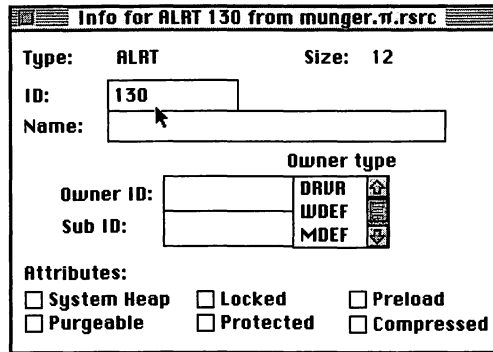 Info for ALRT 130 from munger.π.rsrc
Type: ALRT Size: 12
ID: 130
Name:
Owner type
Owner ID: DRVR
WDEF
Sub ID: MDEF
Attributes:
System Heap Locked Preload
Purgeable Protected Compressed